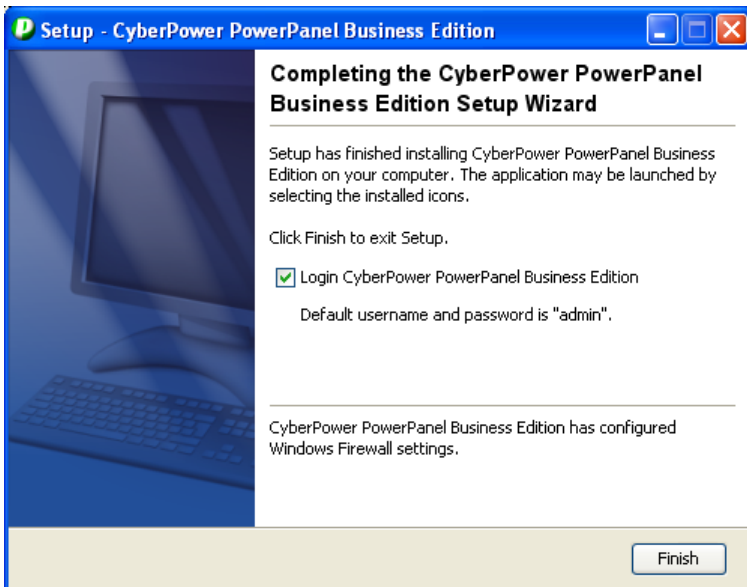 Setup - CyberPower PowerPanel Business Edition
Completing the CyberPower PowerPanel
Business Edition Setup Wizard
Setup has finished installing CyberPower PowerPanel Business
Edition on your computer. The application may be launched by
selecting the installed icons.
Click Finish to exit Setup.
Login CyberPower PowerPanel Business Edition
Default username and password is "admin".
CyberPower PowerPanel Business Edition has configured
Windows Firewall settings.
Finish